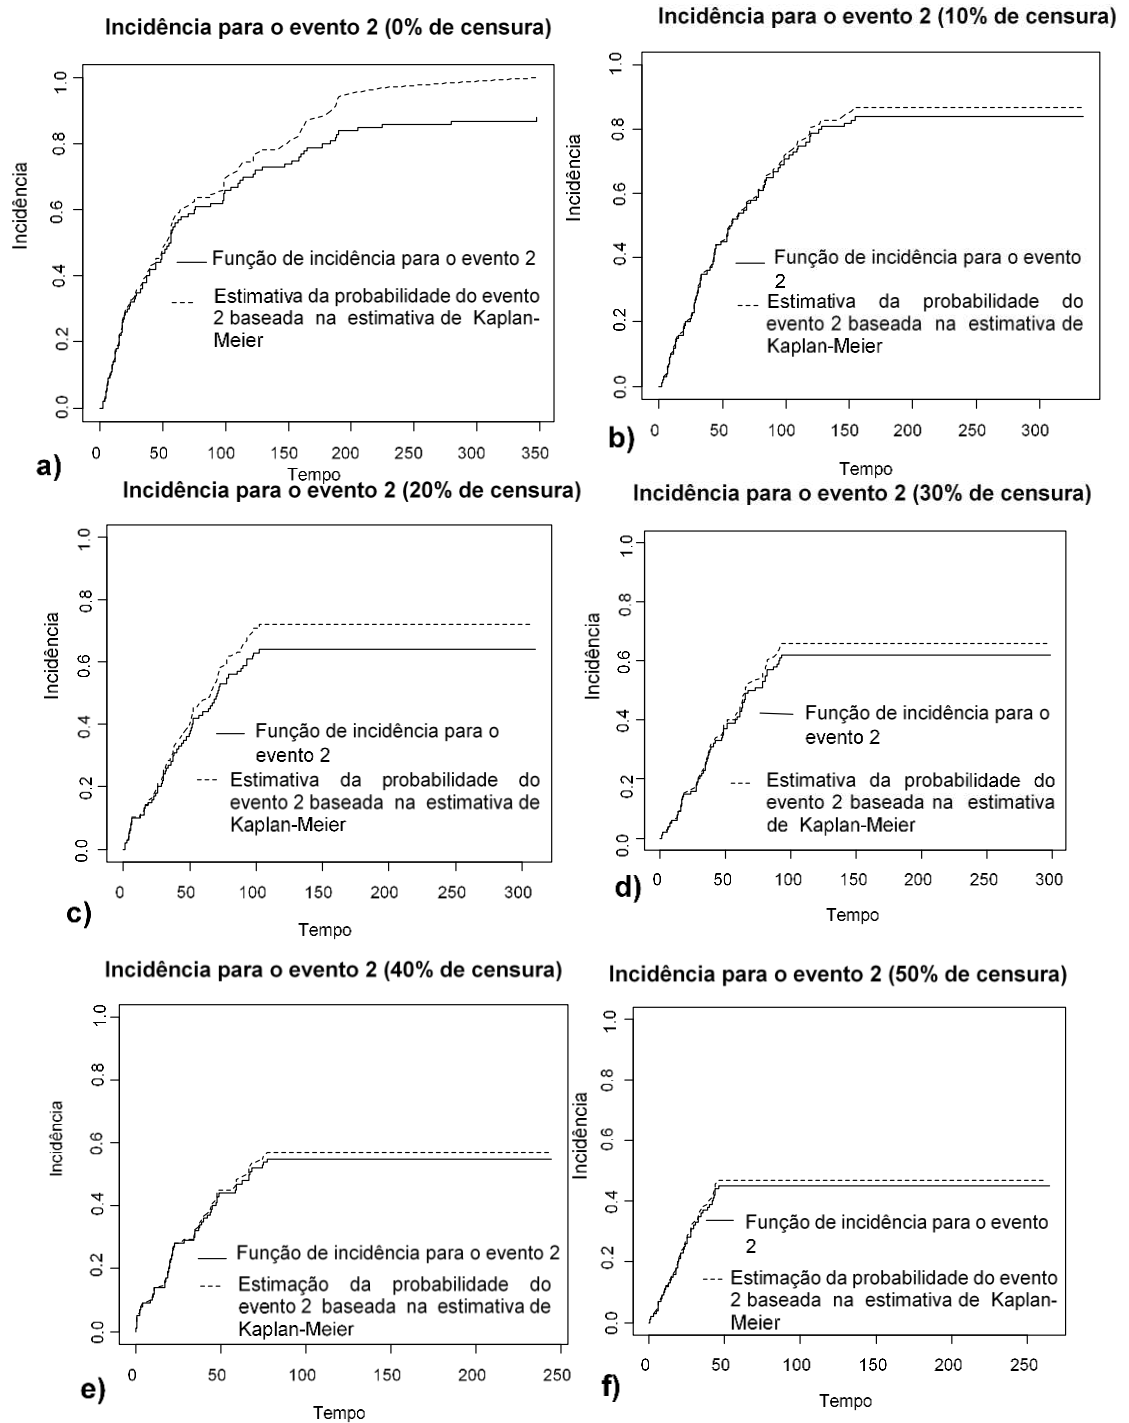 Incidência para o evento 2 (0% de censura)
Incidência
1.0
0.8
0.6
0.4
0.2
0.0
Função de incidência para o evento 2
Estimativa da probabilidade do evento
2 baseada na estimativa de Kaplan-
Meier
0 50 100 150 200 250 300 350
Tempo
a)
Incidência para o evento 2 (10% de censura)
Incidência
1.0
0.8
0.6
0.4
0.2
0.0
Função de incidência para o evento
2
Estimativa da probabilidade do
evento 2 baseada na estimativa de
Kaplan-Meier
0 50 100 150 200 250 300
Tempo
b)
Incidência para o evento 2 (20% de censura)
Incidência
1.0
0.8
0.6
0.4
0.2
0.0
Função de incidência para o
evento 2
Estimativa da probabilidade do
evento 2 baseada na estimativa de
Kaplan-Meier
0 50 100 150 200 250 300
Tempo
c)
Incidência para o evento 2 (30% de censura)
Incidência
1.0
0.8
0.6
0.4
0.2
0.0
Função de incidência para o
evento 2
Estimativa da probabilidade do
evento 2 baseada na estimativa
de Kaplan-Meier
0 50 100 150 200 250 300
Tempo
d)
Incidência para o evento 2 (40% de censura)
Incidência
1.0
0.8
0.6
0.4
0.2
0.0
Função de incidência para o evento 2
Estimação da probabilidade do
evento 2 baseada na estimativa de
Kaplan-Meier
0 50 100 150 200 250
Tempo
e)
Incidência para o evento 2 (50% de censura)
Incidência
1.0
0.8
0.6
0.4
0.2
0.0
Função de incidência para o evento
2
Estimação da probabilidade do evento
2 baseada na estimativa de Kaplan-
Meier
0 50 100 150 200 250
Tempo
f)